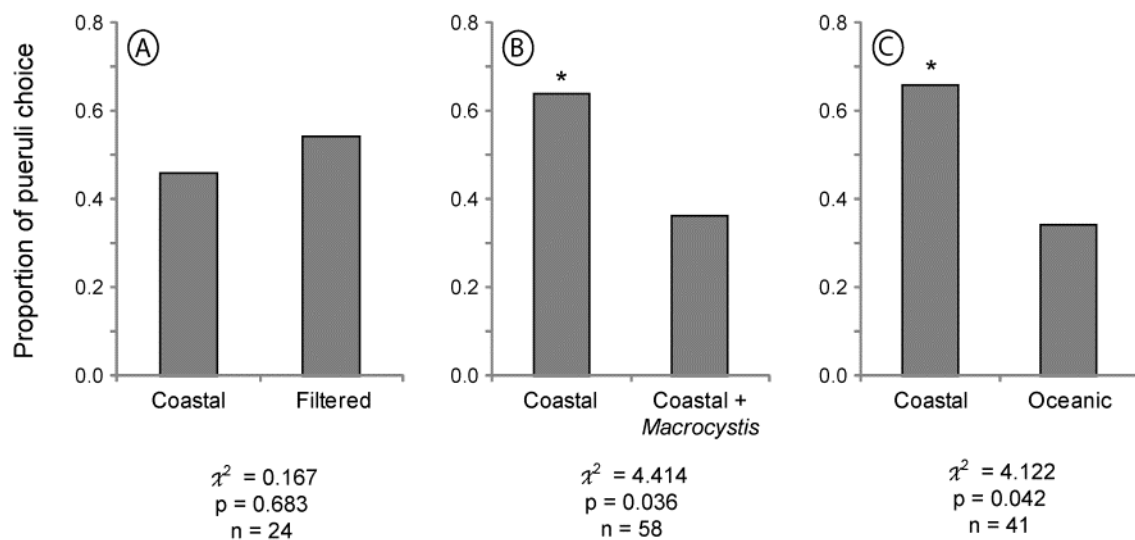 Proportion of pueruli choice
A
0.8
0.6
0.4
0.2
0.0
Coastal Filtered
χ² = 0.167
p = 0.683
n = 24
B
0.8
0.6
0.4
0.2
0.0
*
Coastal Coastal +
Macrocystis
χ² = 4.414
p = 0.036
n = 58
C
0.8
0.6
0.4
0.2
0.0
*
Coastal Oceanic
χ² = 4.122
p = 0.042
n = 41